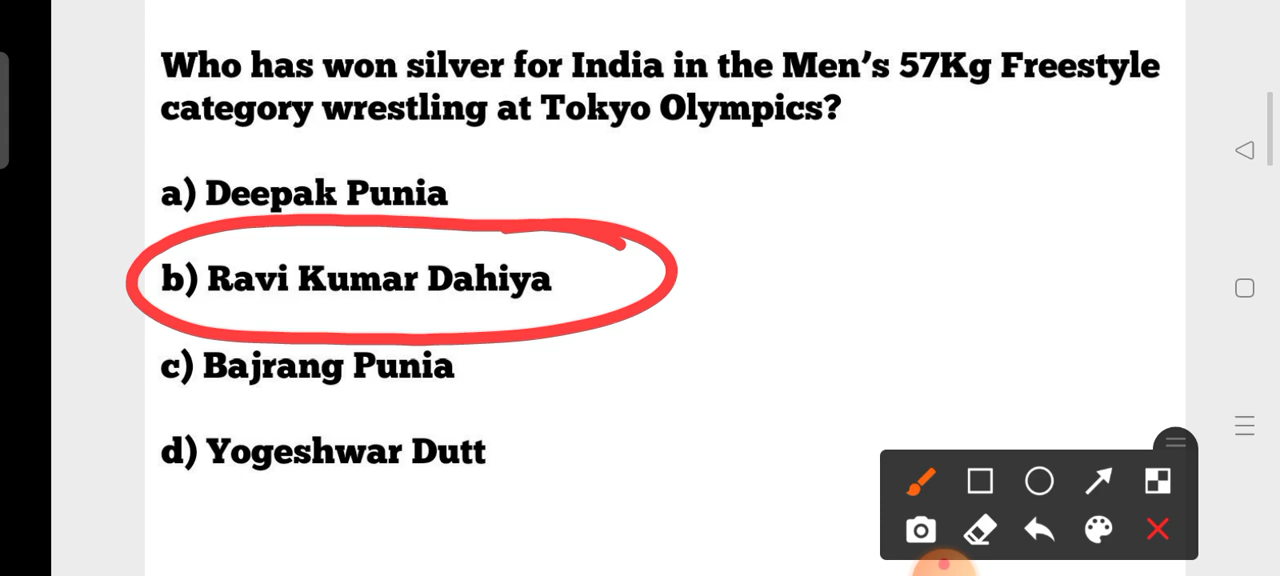 Who has won silver for India in the Men’s 57Kg Freestyle
category wrestling at Tokyo Olympics?
a) Deepak Punia
b) Ravi Kumar Dahiya
c) Bajrang Punia
d) Yogeshwar Dutt